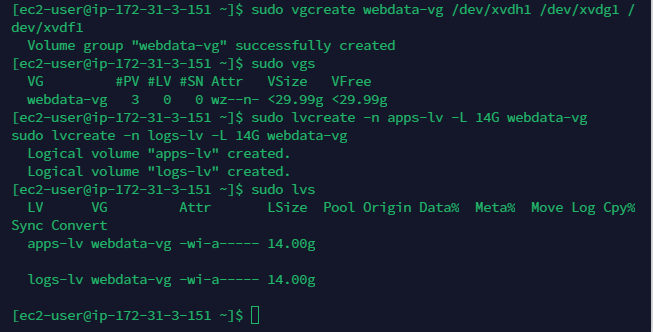 [ec2-user@ip-172-31-3-151 ~]$ sudo vgcreate webdata-vg /dev/xvdh1 /dev/xvdg1 /
dev/xvdf1
  Volume group "webdata-vg" successfully created
[ec2-user@ip-172-31-3-151 ~]$ sudo vgs
  VG         #PV #LV #SN Attr   VSize   VFree
  webdata-vg   3   0   0 wz--n- <29.99g <29.99g
[ec2-user@ip-172-31-3-151 ~]$ sudo lvcreate -n apps-lv -L 14G webdata-vg
sudo lvcreate -n logs-lv -L 14G webdata-vg
  Logical volume "apps-lv" created.
  Logical volume "logs-lv" created.
[ec2-user@ip-172-31-3-151 ~]$ sudo lvs
  LV      VG         Attr       LSize  Pool Origin Data%  Meta%  Move Log Cpy%
Sync Convert
  apps-lv webdata-vg -wi-a----- 14.00g
  logs-lv webdata-vg -wi-a----- 14.00g
[ec2-user@ip-172-31-3-151 ~]$